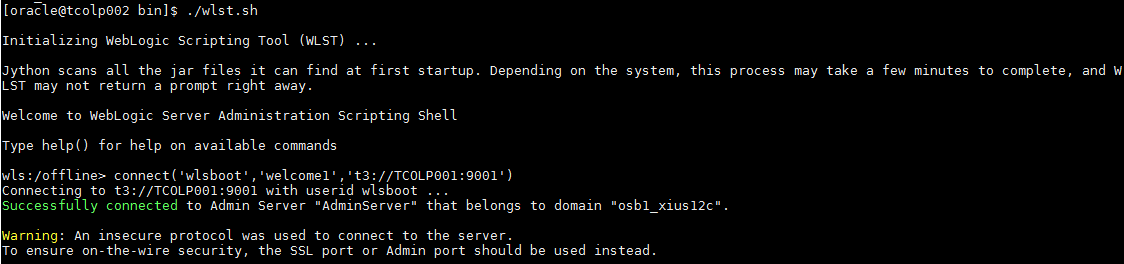 [oracle@tcolp002 bin]$ ./wlst.sh
Initializing WebLogic Scripting Tool (WLST) ...
Jython scans all the jar files it can find at first startup. Depending on the system, this process may take a few minutes to complete, and W
LST may not return a prompt right away.
Welcome to WebLogic Server Administration Scripting Shell
Type help() for help on available commands
wls:/offline> connect('wlsboot','welcome1','t3://TCOLP001:9001')
Connecting to t3://TCOLP001:9001 with userid wlsboot ...
Successfully connected to Admin Server "AdminServer" that belongs to domain "osb1_xius12c".
Warning: An insecure protocol was used to connect to the server.
To ensure on-the-wire security, the SSL port or Admin port should be used instead.